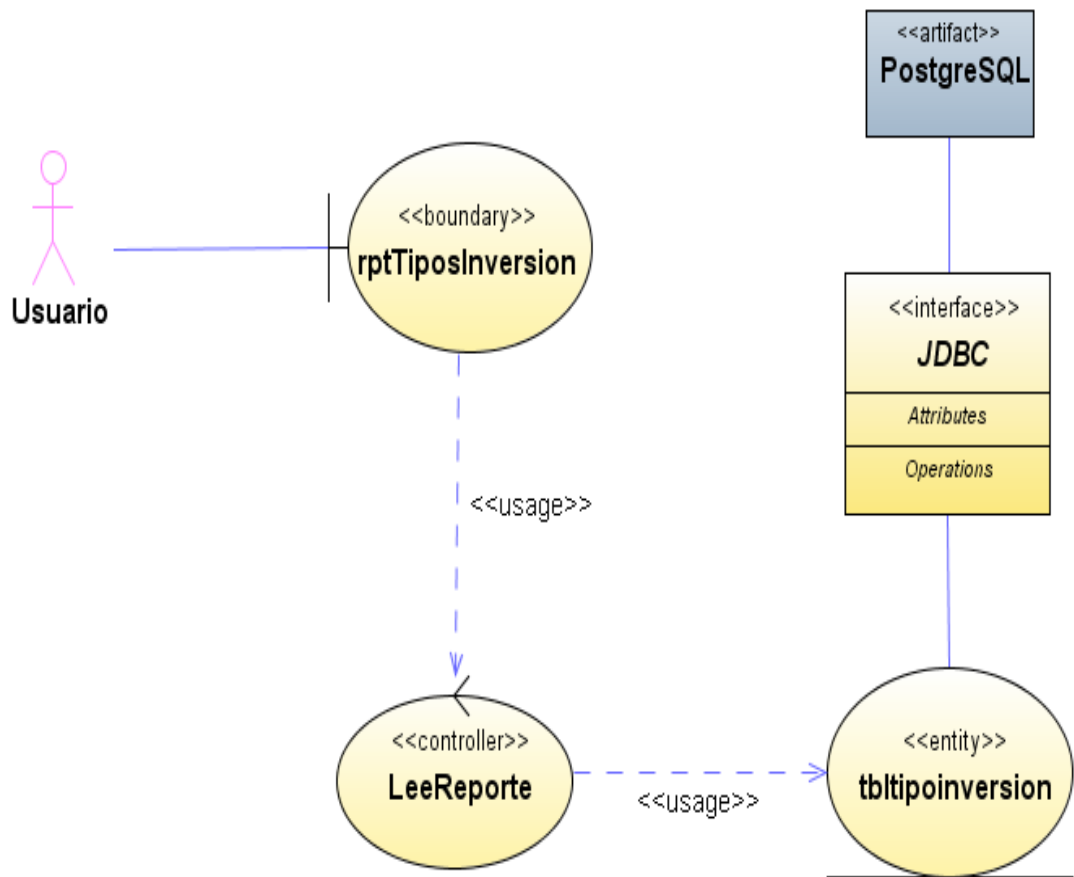 <<artifact>>
PostgreSQL
<<boundary>>
rptTiposInversion
Usuario
<<interface>>
JDBC
Attributes
Operations
<<usage>>
<<controller>>
LeeReporte
<<usage>>
<<entity>>
tbltipoinversion